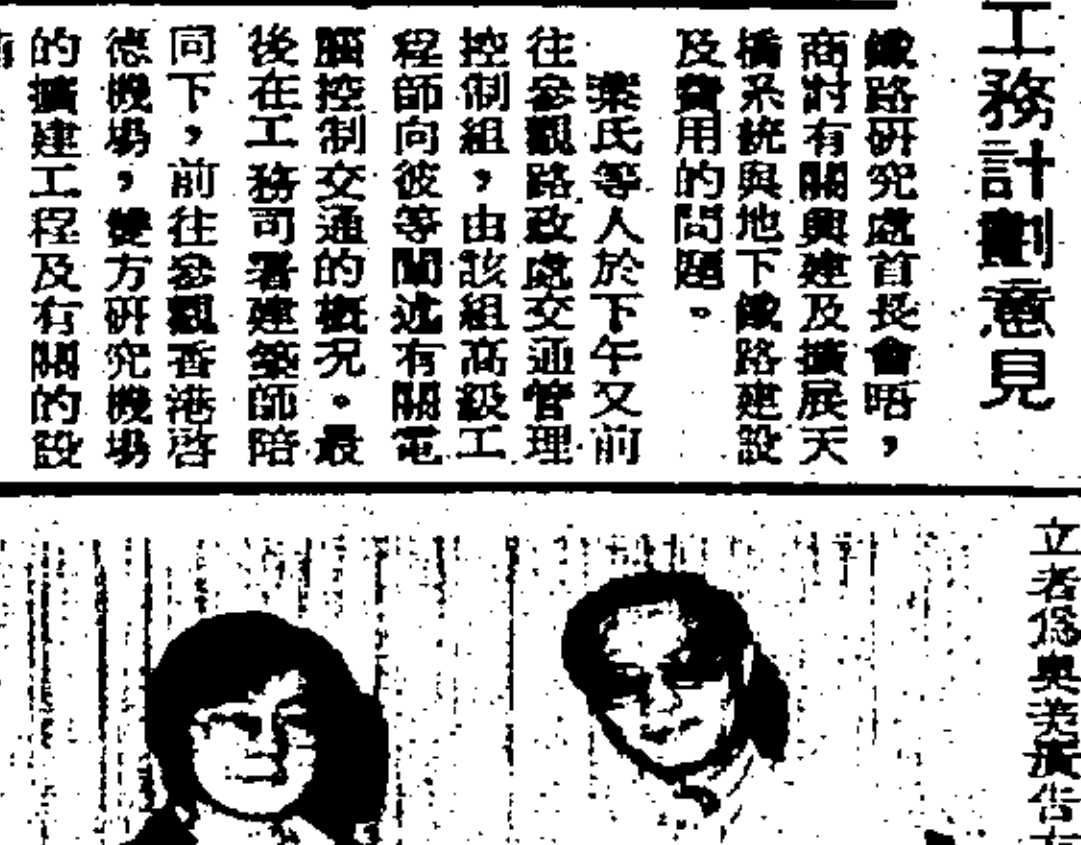 工務計劃意見
鐵路研究處首長會晤，
商討有關興建及擴展天
橋系統與地下鐵路建設
及費用的問題。
葉氏等人於下午又前
往參觀路政處交通管理
控制組，由該組高級工
程師向彼等闡述有關電
腦控制交通的概況。最
後在工務司署建築師陪
同下，前往參觀香港啓
德機場，雙方研究機場
的擴建工程及有關的設
立者爲奧美廣告有